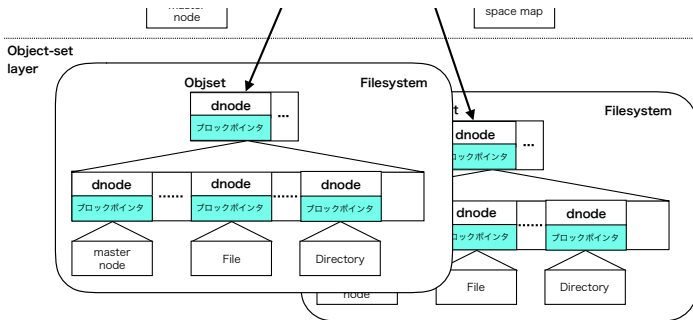 master
node
space map
Object-set
layer
Objset
Filesystem
dnode
...
ブロックポインタ
dnode
......
dnode
......
dnode
ブロックポインタ
ブロックポインタ
ブロックポインタ
master
node
File
Directory
t
Filesystem
dnode
...
ロックポインタ
dnode
......
dnode
ロックポインタ
ブロックポインタ
node
File
Directory